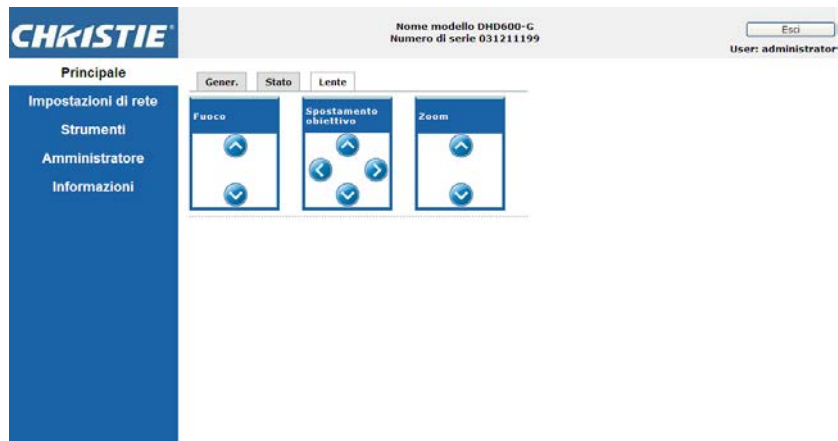 CHRISTIE®
Nome modello DHD600-G
Numero di serie 031211199
Esci
User: administrator
Principale
Impostazioni di rete
Strumenti
Amministratore
Informazioni
Gener.
Stato
Lente
Fuoco
Spostamento
obiettivo
Zoom